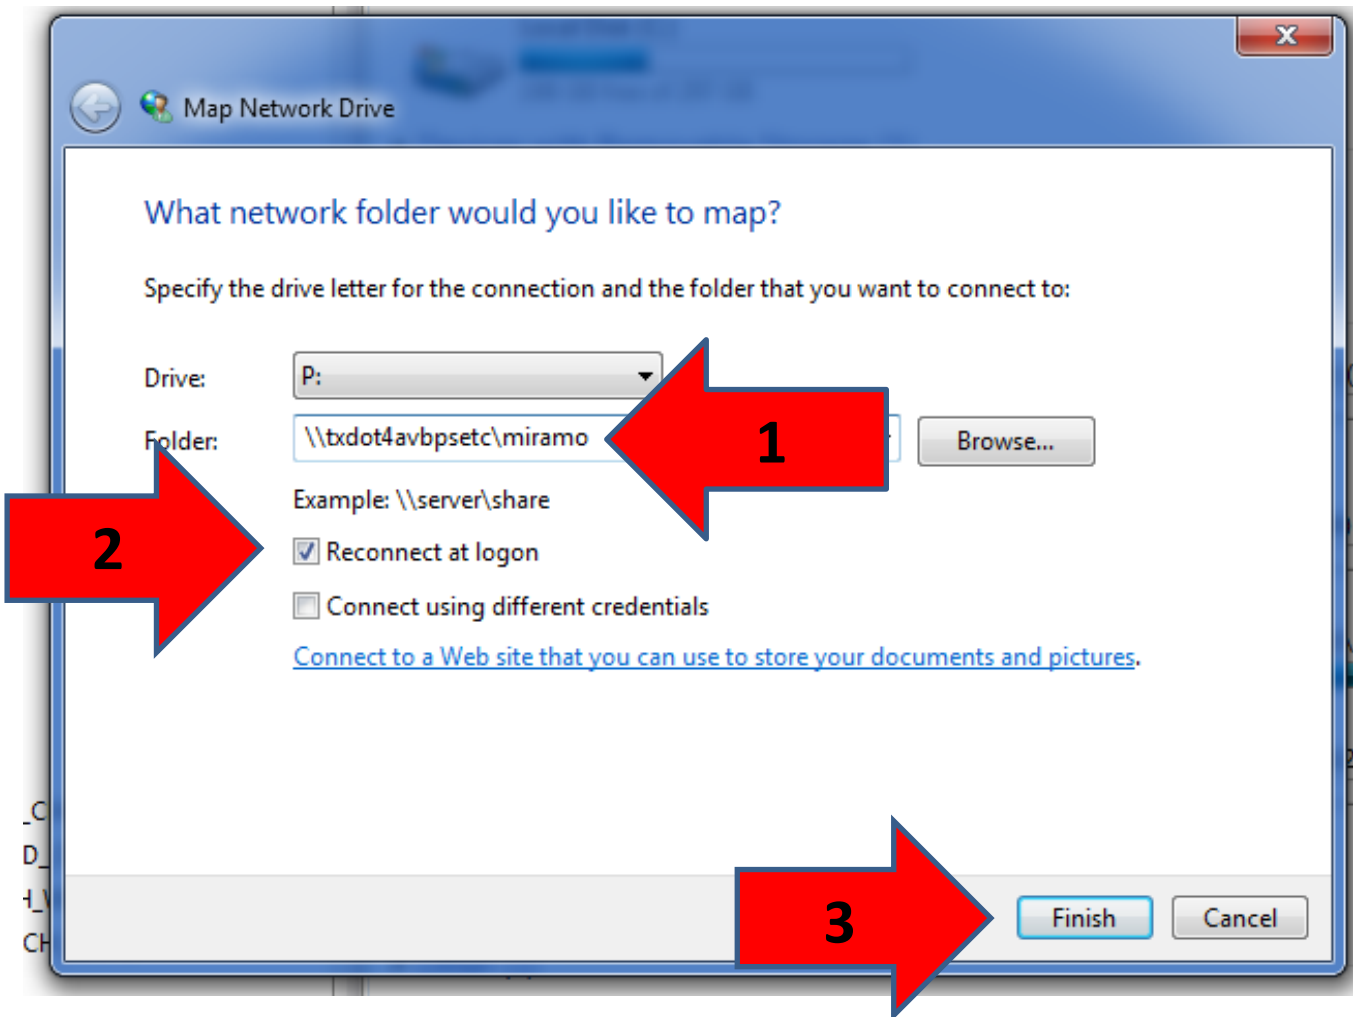 x
Map Network Drive
What network folder would you like to map?
Specify the drive letter for the connection and the folder that you want to connect to:
Drive: P:
Folder: \\txdot4avbpsetc\miramo 1 Browse...
Example: \\server\share
2 Reconnect at logon
Connect using different credentials
Connect to a Web site that you can use to store your documents and pictures.
_C
D_
CH
3 Finish Cancel